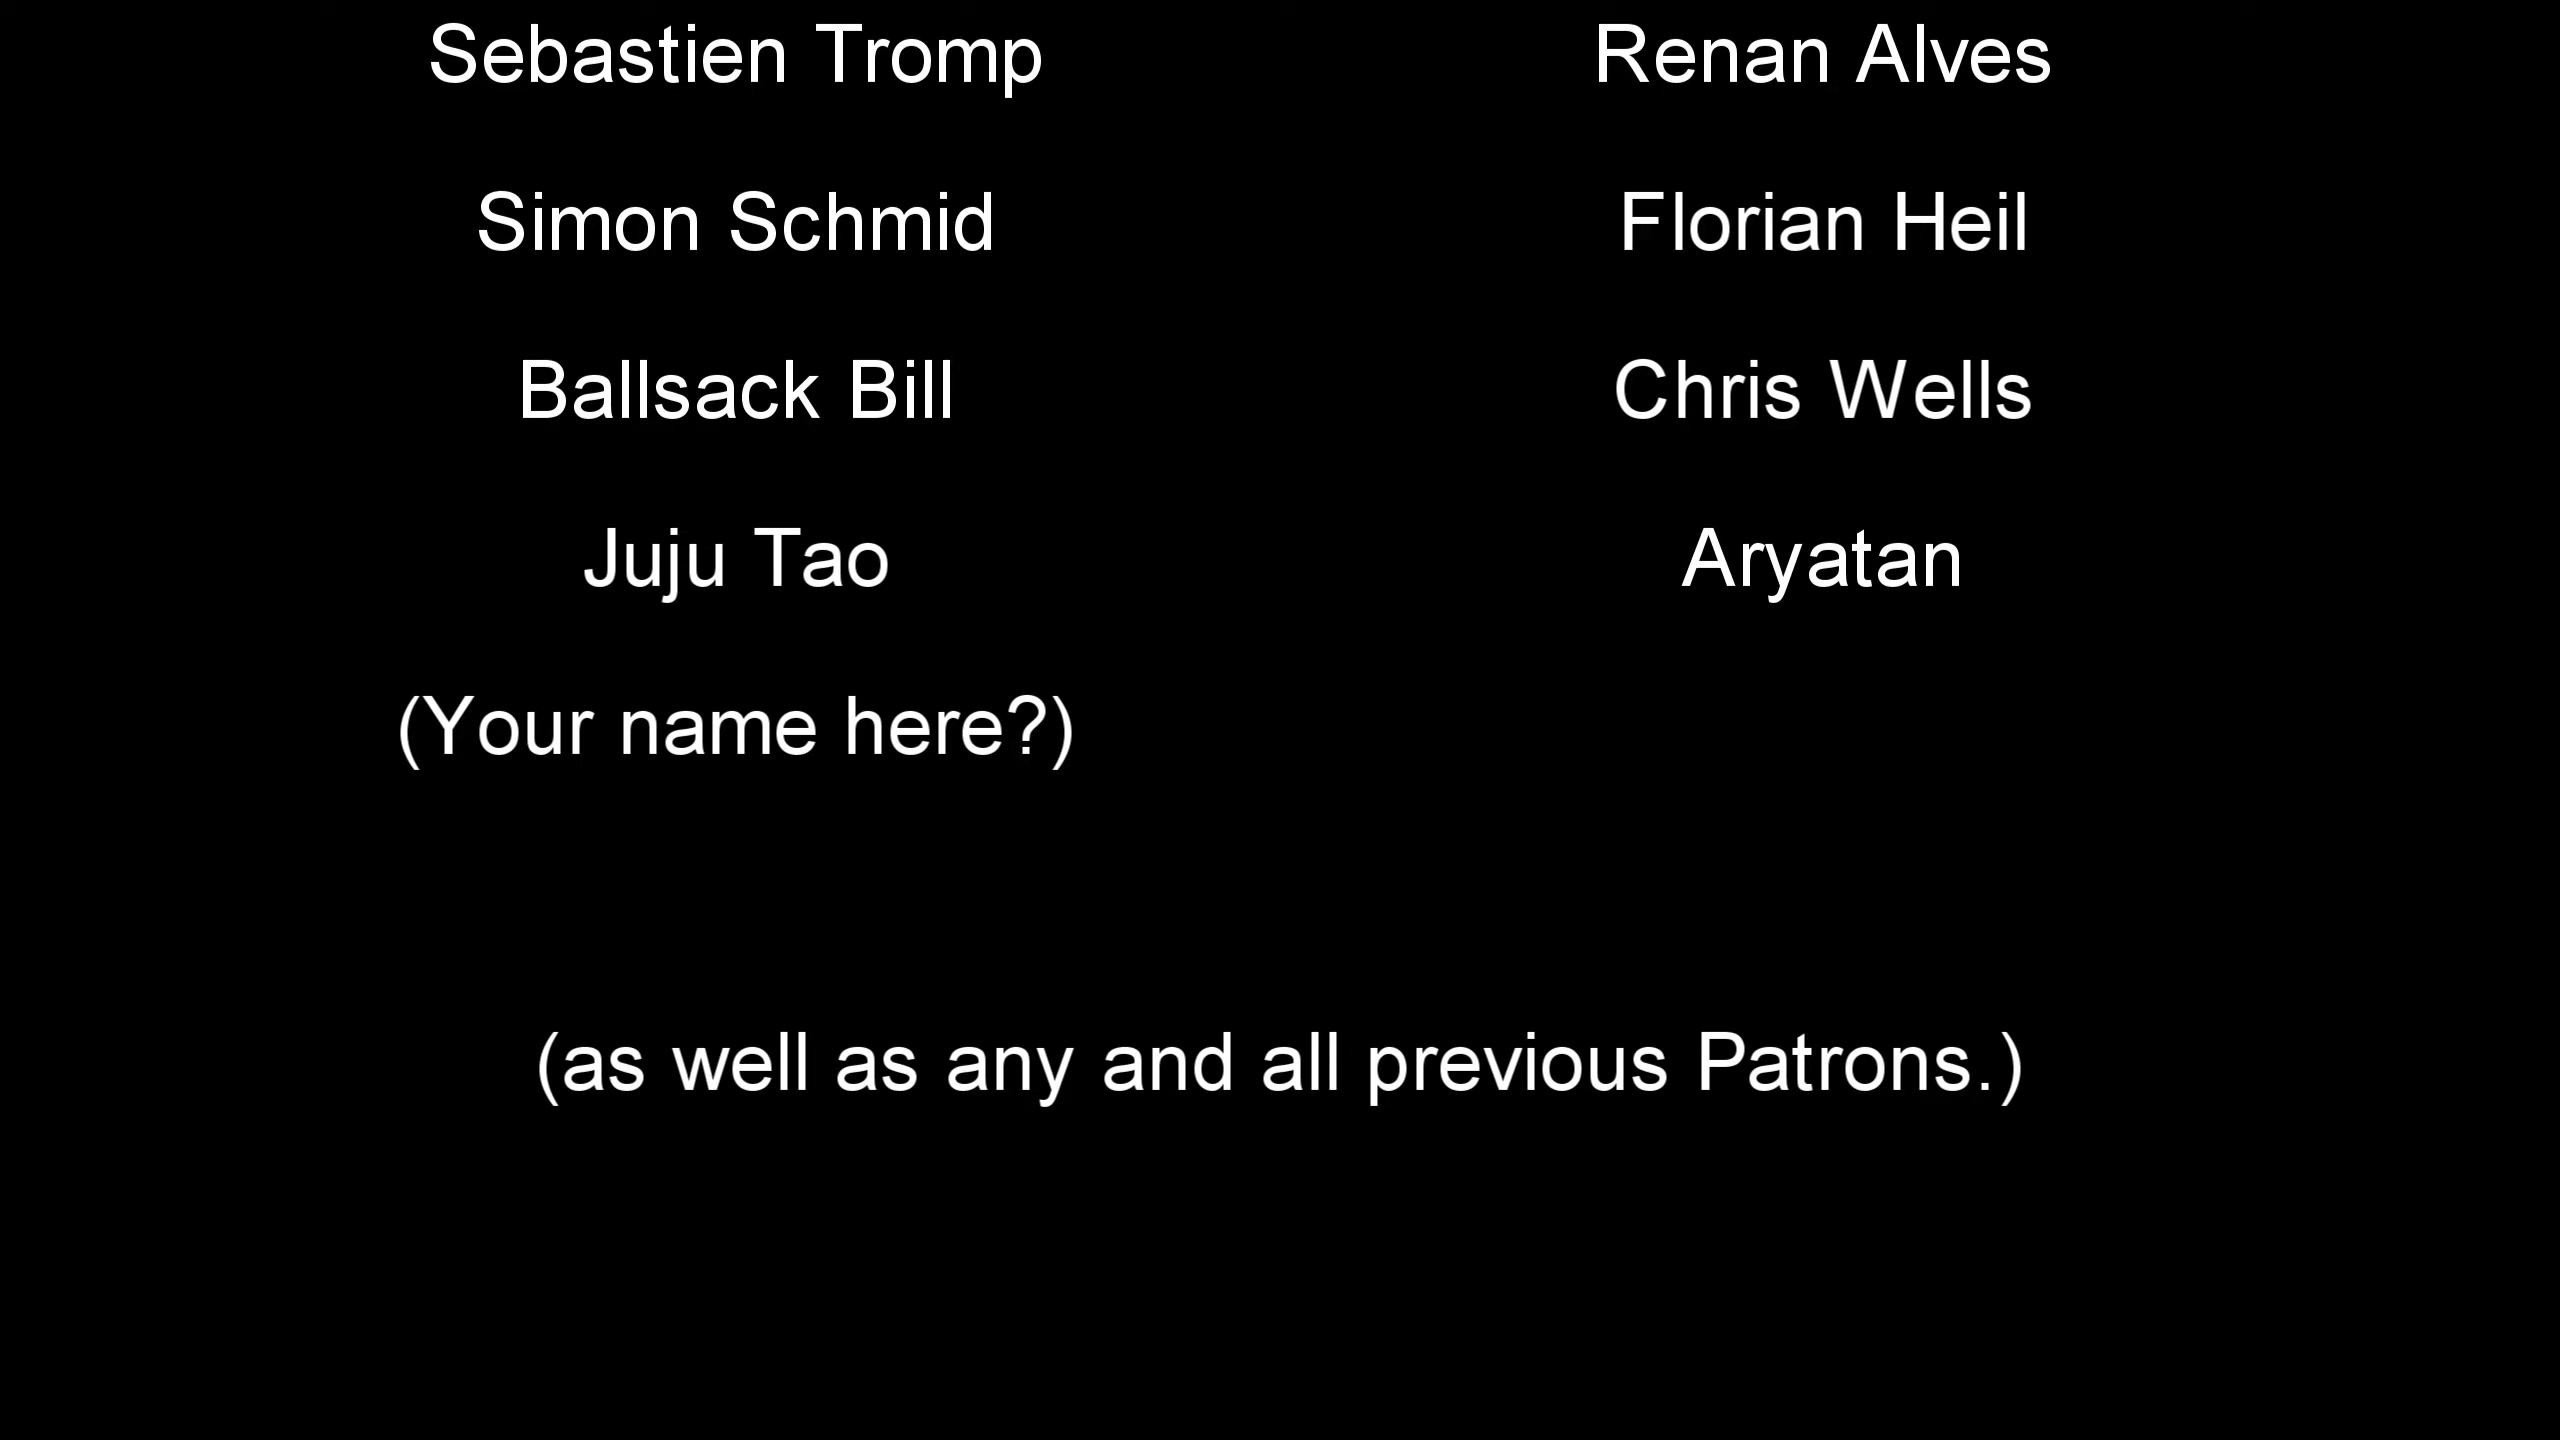 Sebastien Tromp
Renan Alves
Simon Schmid
Florian Heil
Ballsack Bill
Chris Wells
Juju Tao
Aryatan
(Your name here?)
(as well as any and all previous Patrons.)